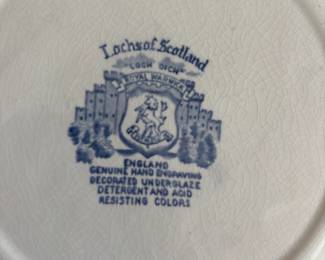 Lochs of Scotland
"LOCH OICH"
ROYAL WARWICK
ENGLAND
GENUINE HAND ENGRAVING
DECORATED UNDERGLAZE
DETERGENT AND ACID
RESISTING COLORS